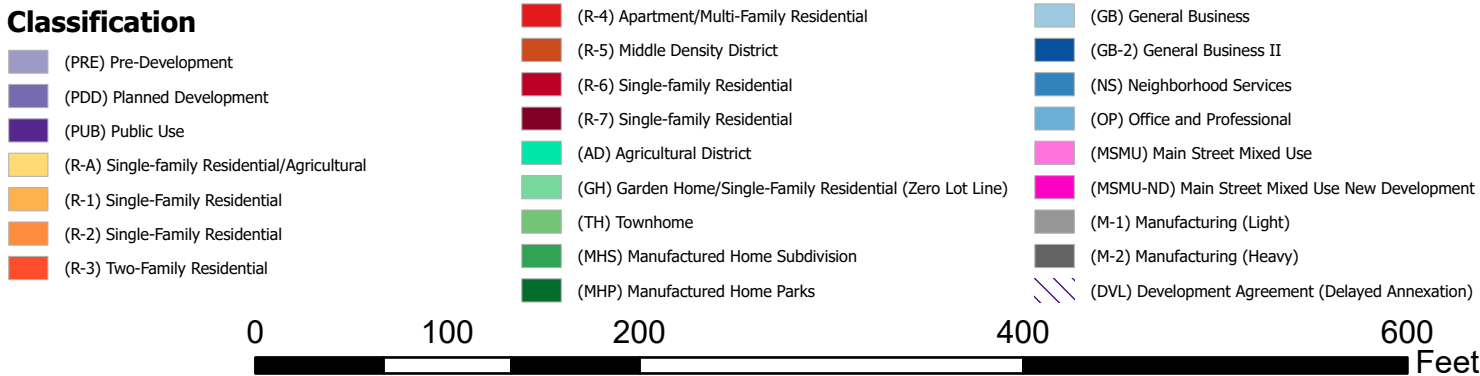 Classification
(PRE) Pre-Development
(PDD) Planned Development
(PUB) Public Use
(R-A) Single-family Residential/Agricultural
(R-1) Single-Family Residential
(R-2) Single-Family Residential
(R-3) Two-Family Residential
(R-4) Apartment/Multi-Family Residential
(R-5) Middle Density District
(R-6) Single-family Residential
(R-7) Single-family Residential
(AD) Agricultural District
(GH) Garden Home/Single-Family Residential (Zero Lot Line)
(TH) Townhome
(MHS) Manufactured Home Subdivision
(MHP) Manufactured Home Parks
(GB) General Business
(GB-2) General Business II
(NS) Neighborhood Services
(OP) Office and Professional
(MSMU) Main Street Mixed Use
(MSMU-ND) Main Street Mixed Use New Development
(M-1) Manufacturing (Light)
(M-2) Manufacturing (Heavy)
(DVL) Development Agreement (Delayed Annexation)
0 100 200 400 600
Feet